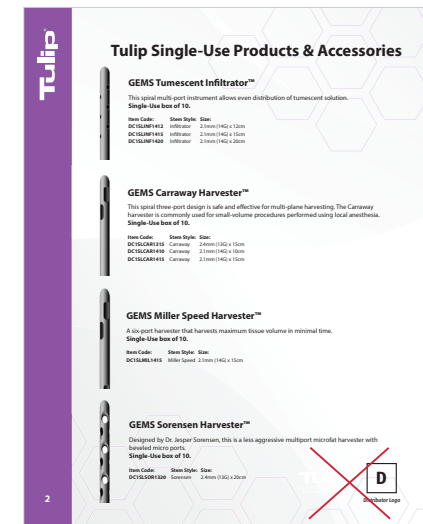 Tulip
Tulip Single-Use Products & Accessories
GEMS Tumescent Infiltrator™
This spiral multi-port instrument allows even distribution of tumescent solution.
Single-Use box of 10.
Item Code: Stem Style: Size:
DC1SLINF1412 Infiltrator 2.1mm (14G) x 12cm
DC1SLINF1415 Infiltrator 2.1mm (14G) x 15cm
DC1SLINF1420 Infiltrator 2.1mm (14G) x 20cm
GEMS Carraway Harvester™
This spiral three-port design is safe and effective for multi-plane harvesting. The Carraway
harvester is commonly used for small-volume procedures performed using local anesthesia.
Single-Use box of 10.
Item Code: Stem Style: Size:
DC1SLCAR1315 Carraway 2.4mm (13G) x 15cm
DC1SLCAR1410 Carraway 2.1mm (14G) x 10cm
DC1SLCAR1415 Carraway 2.1mm (14G) x 15cm
GEMS Miller Speed Harvester™
A six-port harvester that harvests maximum tissue volume in minimal time.
Single-Use box of 10.
Item Code: Stem Style: Size:
DC1SLMIL1415 Miller Speed 2.1mm (14G) x 15cm
GEMS Sorensen Harvester™
Designed by Dr. Jesper Sorensen, this is a less aggressive multiport microfat harvester with
beveled micro ports.
Single-Use box of 10.
Item Code: Stem Style: Size:
DC1SLSOR1320 Sorensen 2.4mm (13G) x 20cm
D
Distributor Logo
2